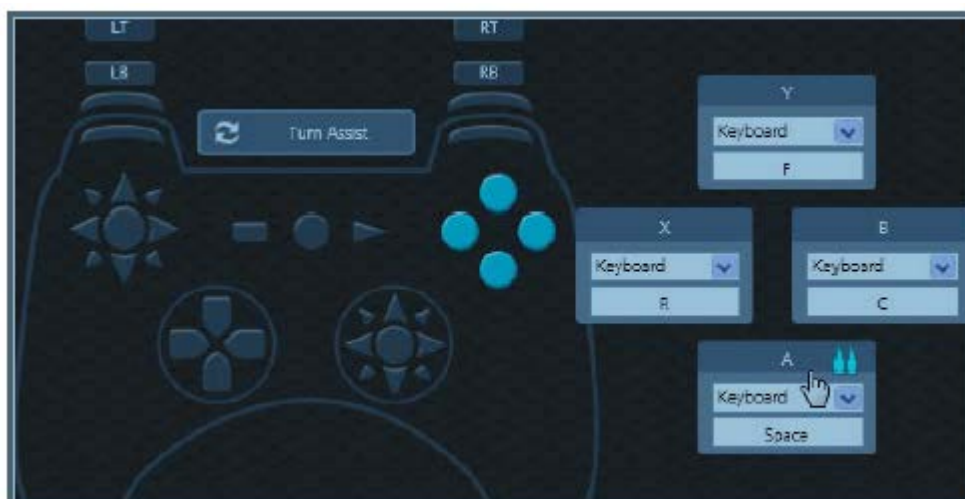 LT
RT
LB
RB
Turn Assist
Y
Keyboard
F
X
Keyboard
R
B
Keyboard
C
A
Keyboard
Space